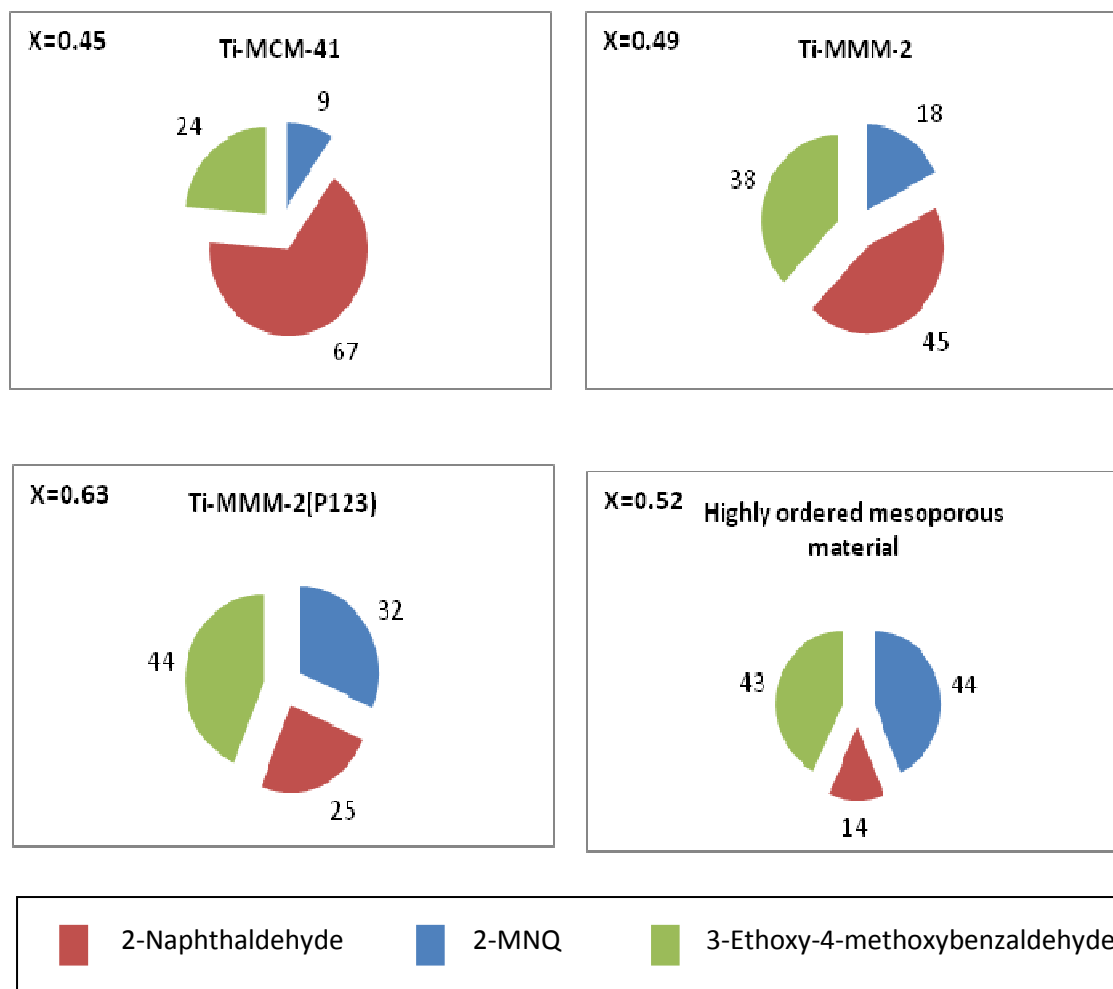 X=0.45
Ti-MCM-41
9
24
67
X=0.49
Ti-MMM-2
18
38
45
X=0.63
Ti-MMM-2(P123)
32
44
25
X=0.52
Highly ordered mesoporous
material
43
44
14
2-Naphthaldehyde 2-MNQ 3-Ethoxy-4-methoxybenzaldehyde